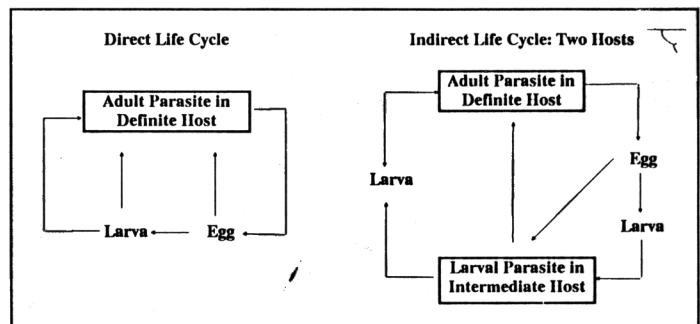 Direct Life Cycle
Adult Parasite in
Definite Host
Larva
Egg
Indirect Life Cycle: Two Hosts
Adult Parasite in
Definite Host
Larva
Egg
Larva
Larval Parasite in
Intermediate Host